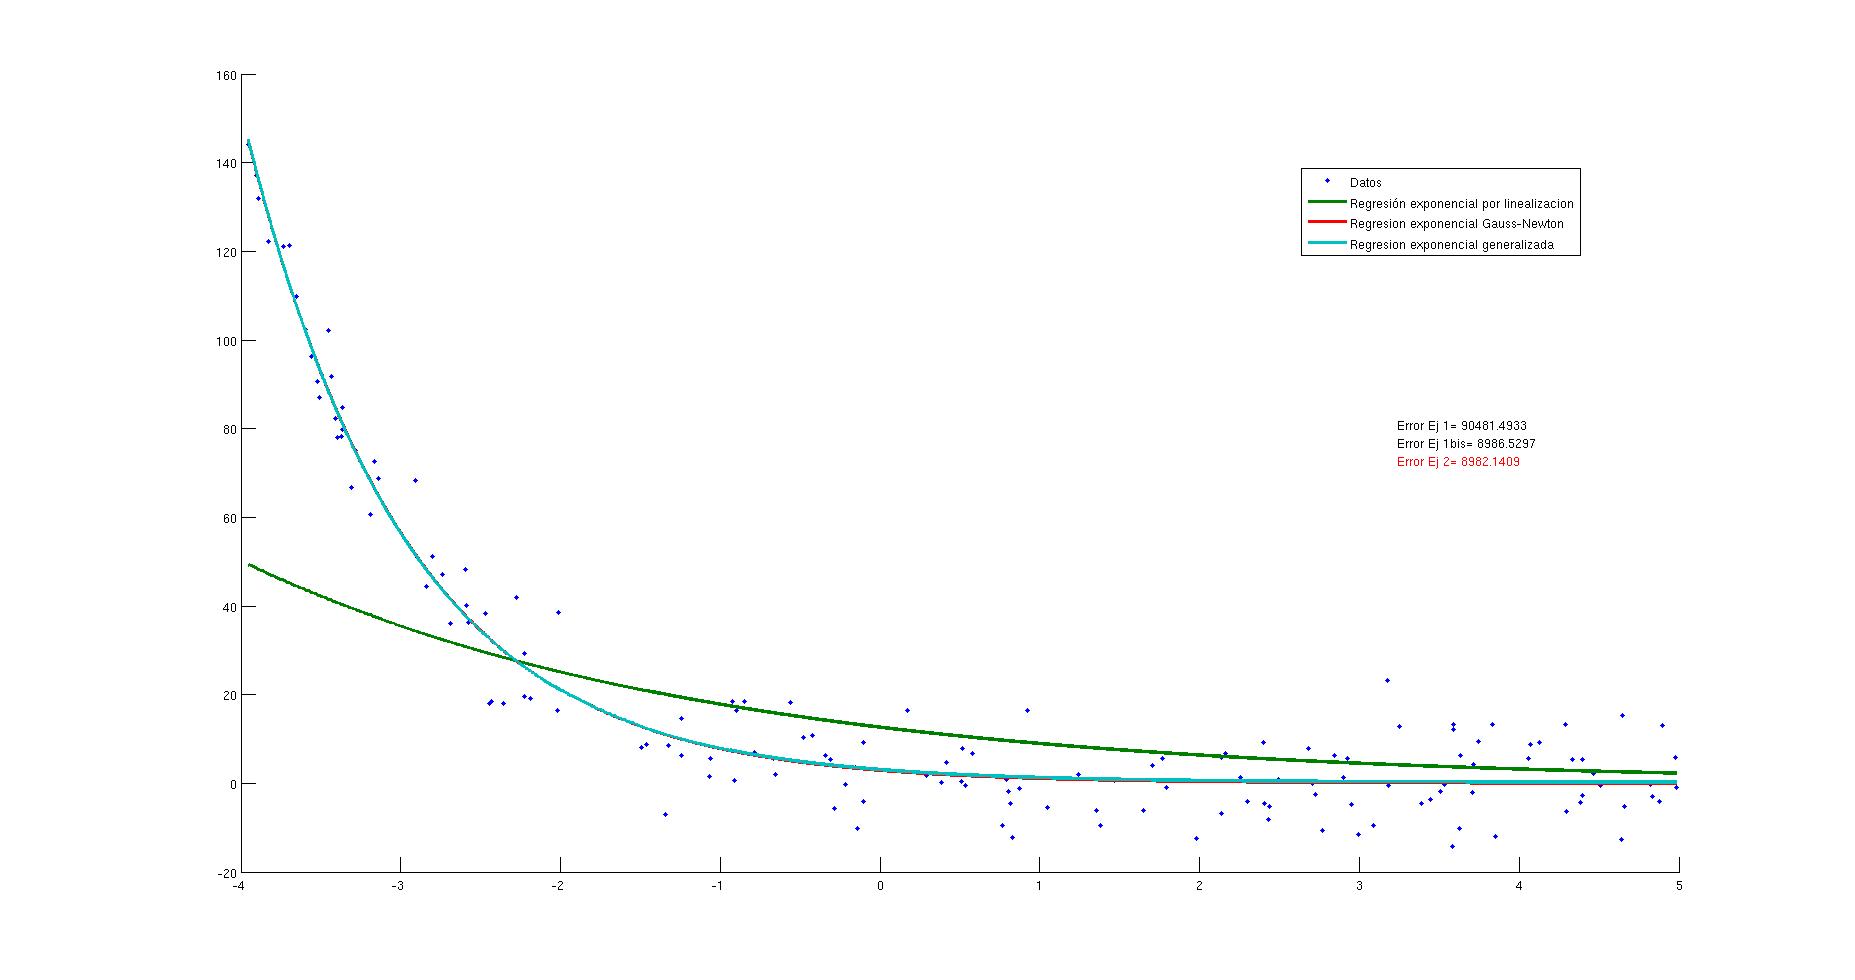 160
140
120
100
80
60
40
20
0
-20
-4 -3 -2 -1 0 1 2 3 4 5
Datos
Regresión exponencial por linealizacion
Regresion exponencial Gauss-Newton
Regresion exponencial generalizada
Error Ej 1= 90481.4933
Error Ej 1bis= 8986.5297
Error Ej 2= 8982.1409